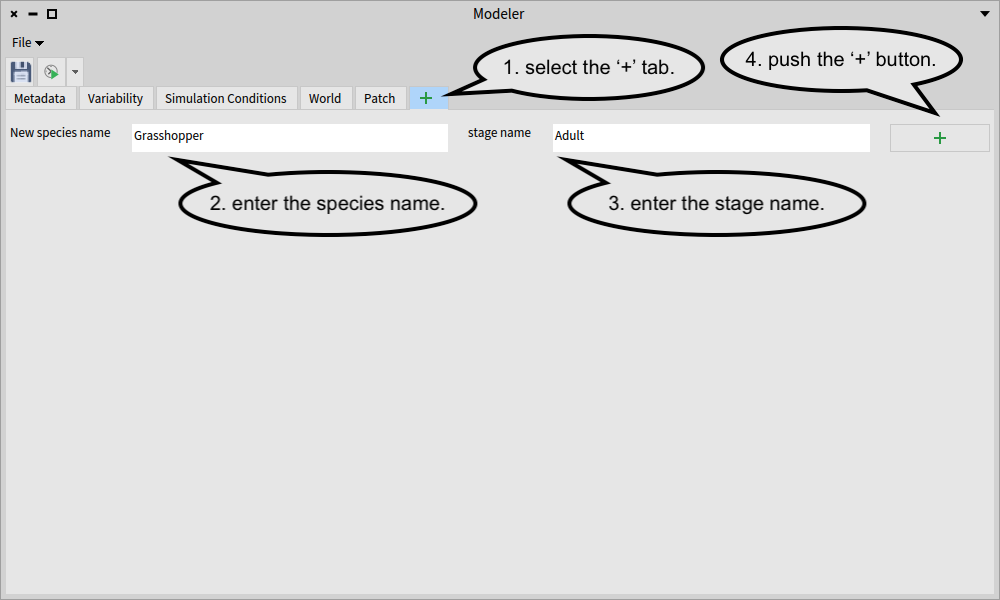 Modeler
File
1. select the ‘+’ tab.
4. push the ‘+’ button.
Metadata Variability Simulation Conditions World Patch +
New species name Grasshopper stage name Adult +
2. enter the species name.
3. enter the stage name.